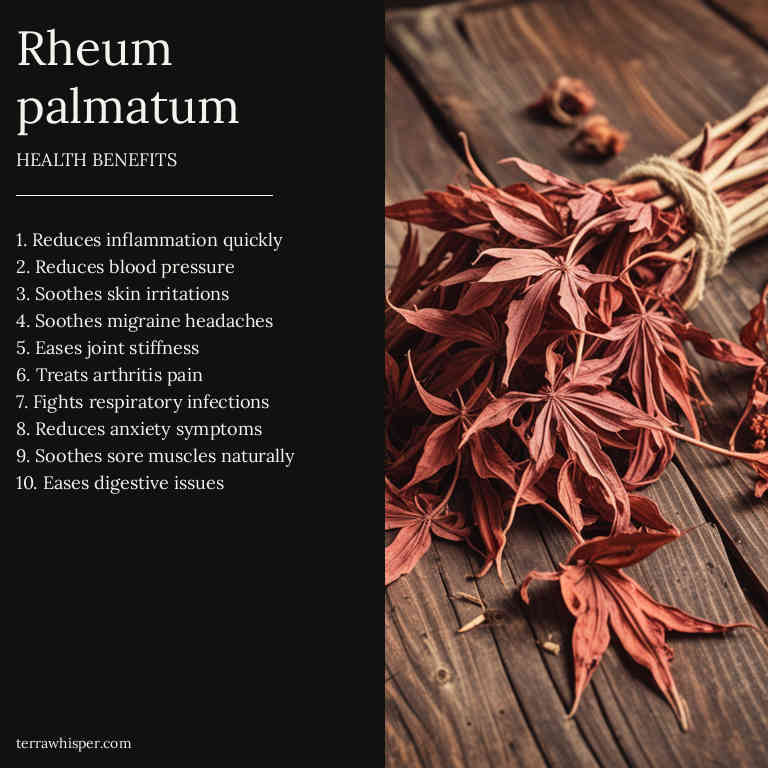 Rheum
palmatum
HEALTH BENEFITS
1. Reduces inflammation quickly
2. Reduces blood pressure
3. Soothes skin irritations
4. Soothes migraine headaches
5. Eases joint stiffness
6. Treats arthritis pain
7. Fights respiratory infections
8. Reduces anxiety symptoms
9. Soothes sore muscles naturally
10. Eases digestive issues
terrawhisper.com